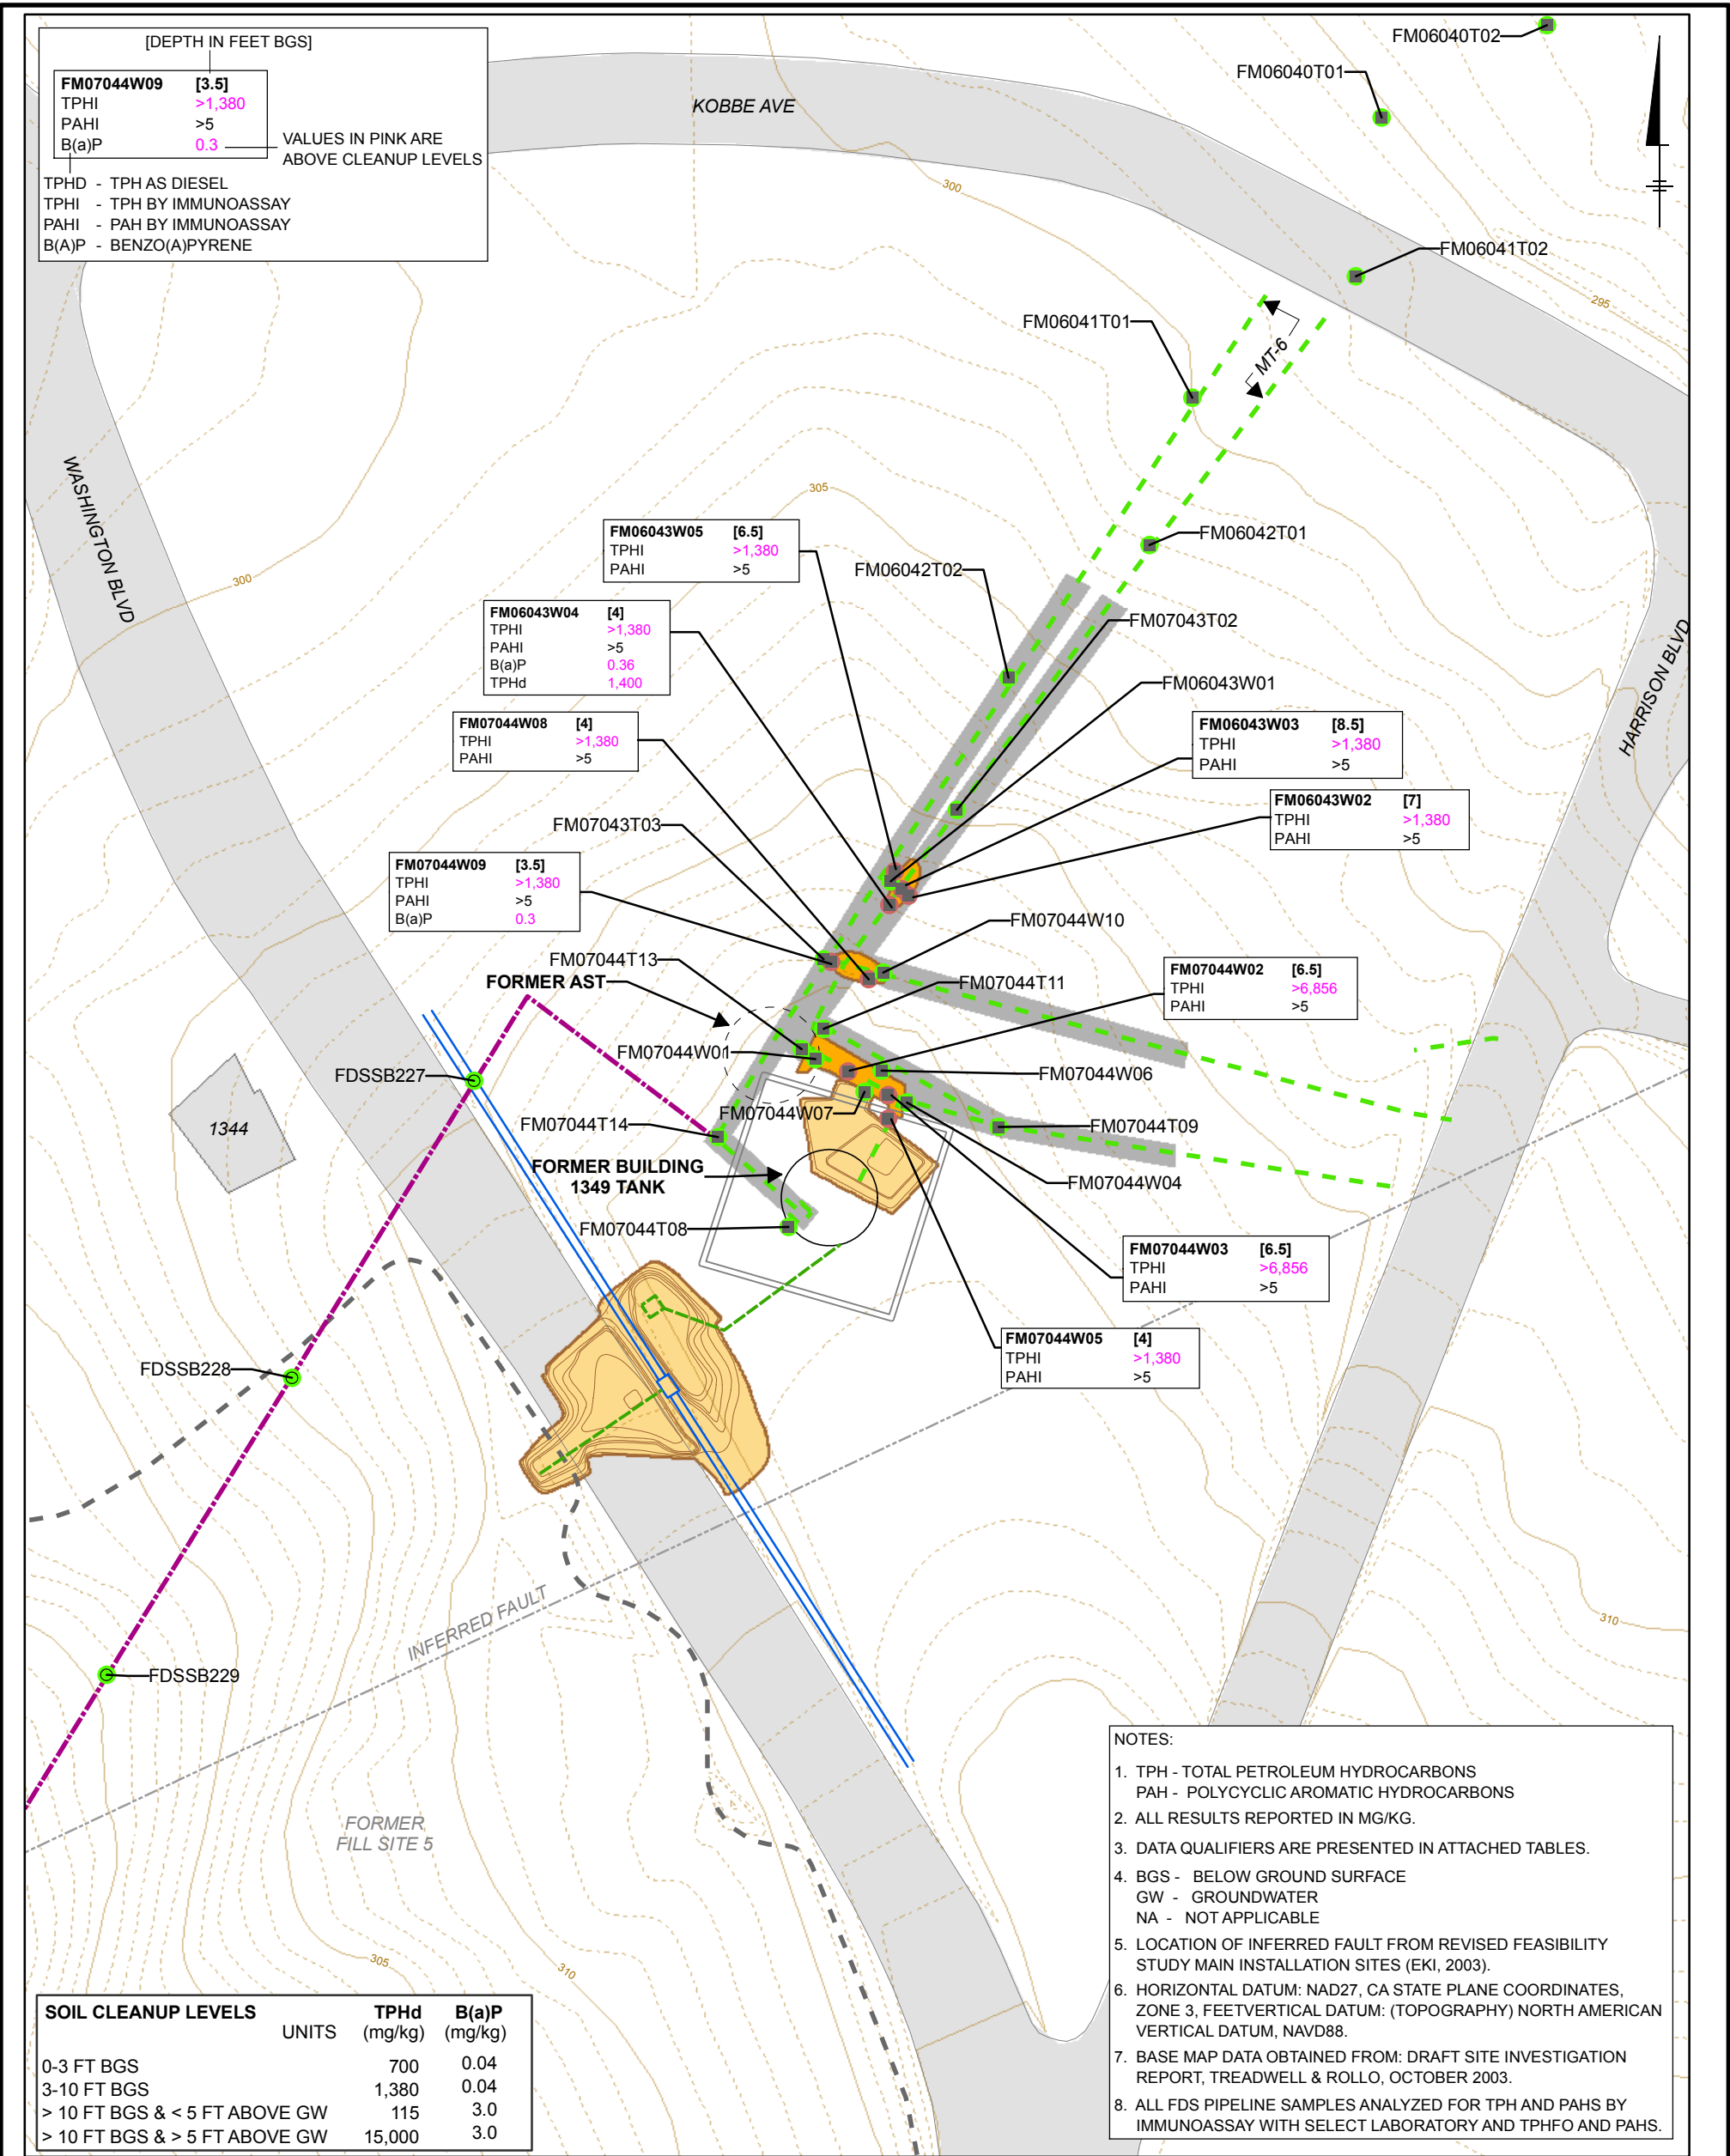 [DEPTH IN FEET BGS]
FM07044W09 [3.5]
TPHI >1,380
PAHI >5
B(a)P 0.3
VALUES IN PINK ARE
ABOVE CLEANUP LEVELS
TPHD - TPH AS DIESEL
TPHI - TPH BY IMMUNOASSAY
PAHI - PAH BY IMMUNOASSAY
B(A)P - BENZO(A)PYRENE
KOBBE AVE
FM06040T02
FM06040T01
300
FM06041T02
295
FM06041T01
MT-6
WASHINGTON BLVD
305
300
FM06043W05 [6.5]
TPHI >1,380
PAHI >5
FM06042T01
FM06042T02
FM06043W04 [4]
TPHI >1,380
PAHI >5
B(a)P 0.36
TPHd 1,400
FM07043T02
HARRISON BLVD
FM06043W01
FM07044W08 [4]
TPHI >1,380
PAHI >5
FM06043W03 [8.5]
TPHI >1,380
PAHI >5
FM06043W02 [7]
TPHI >1,380
PAHI >5
FM07043T03
FM07044W09 [3.5]
TPHI >1,380
PAHI >5
B(a)P 0.3
FM07044W10
FM07044T13
FORMER AST
FM07044T11
FM07044W02 [6.5]
TPHI >6,856
PAHI >5
FM07044W01
FDSSB227
FM07044W06
FM07044W07
1344
FM07044T14
FM07044T09
FORMER BUILDING
1349 TANK
FM07044W04
FM07044T08
FM07044W03 [6.5]
TPHI >6,856
PAHI >5
FM07044W05 [4]
TPHI >1,380
PAHI >5
FDSSB228
INFERRED FAULT
310
FDSSB229
FORMER
FILL SITE 5
305
310
NOTES:
1. TPH - TOTAL PETROLEUM HYDROCARBONS
PAH - POLYCYCLIC AROMATIC HYDROCARBONS
2. ALL RESULTS REPORTED IN MG/KG.
3. DATA QUALIFIERS ARE PRESENTED IN ATTACHED TABLES.
4. BGS - BELOW GROUND SURFACE
GW - GROUNDWATER
NA - NOT APPLICABLE
5. LOCATION OF INFERRED FAULT FROM REVISED FEASIBILITY
STUDY MAIN INSTALLATION SITES (EKI, 2003).
6. HORIZONTAL DATUM: NAD27, CA STATE PLANE COORDINATES,
ZONE 3, FEETVERTICAL DATUM: (TOPOGRAPHY) NORTH AMERICAN
VERTICAL DATUM, NAVD88.
7. BASE MAP DATA OBTAINED FROM: DRAFT SITE INVESTIGATION
REPORT, TREADWELL & ROLLO, OCTOBER 2003.
8. ALL FDS PIPELINE SAMPLES ANALYZED FOR TPH AND PAHS BY
IMMUNOASSAY WITH SELECT LABORATORY AND TPHFO AND PAHS.
SOIL CLEANUP LEVELS TPHd B(a)P
UNITS (mg/kg) (mg/kg)
0-3 FT BGS 700 0.04
3-10 FT BGS 1,380 0.04
> 10 FT BGS & < 5 FT ABOVE GW 115 3.0
> 10 FT BGS & > 5 FT ABOVE GW 15,000 3.0